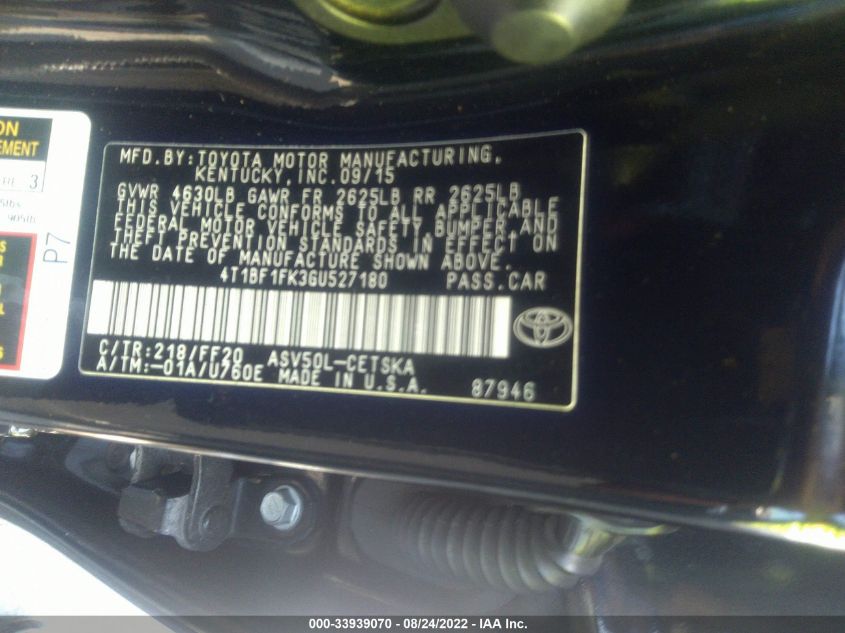 ON
EMENT
3
P7
MFD. BY: TOYOTA MOTOR MANUFACTURING,
KENTUCKY, INC. 09/15
GVWR 4630LB GAWR FR 2625LB RR 2625LB
THIS VEHICLE CONFORMS TO ALL APPLICABLE
FEDERAL MOTOR VEHICLE SAFETY, BUMPER, AND
THEFT PREVENTION STANDARDS IN EFFECT ON
THE DATE OF MANUFACTURE SHOWN ABOVE.
4T1BF1FK3GU527180 PASS. CAR
C/TR: 218/FF20 ASV50L-CETSKA
A/TM: -01A/U760E MADE IN U.S.A. 87946
000-33939070 - 08/24/2022 - IAA Inc.